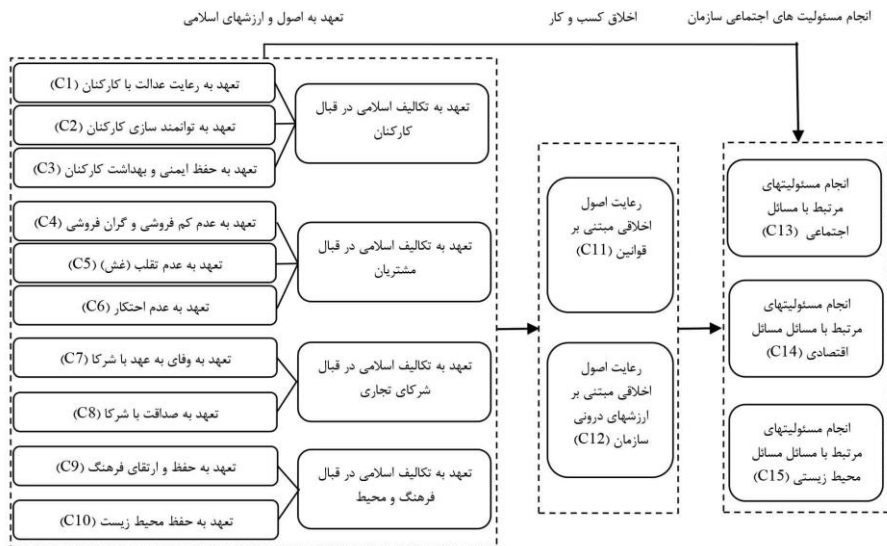 انجام مسئولیت های اجتماعی سازمان
اخلاق کسب و کار
تعهد به اصول و ارزشهای اسلامی
تعهد به تکالیف اسلامی در قبال
کارکنان
تعهد به رعایت عدالت با کارکنان (C1)
تعهد به توانمند سازی کارکنان (C2)
تعهد به حفظ ایمنی و بهداشت کارکنان (C3)
تعهد به تکالیف اسلامی در قبال
مشتریان
تعهد به عدم کم فروشی و گران فروشی (C4)
تعهد به عدم تقلب (غش) (C5)
تعهد به عدم احتکار (C6)
تعهد به تکالیف اسلامی در قبال
شرکای تجاری
تعهد به وفای به عهد با شرکا (C7)
تعهد به صداقت با شرکا (C8)
تعهد به تکالیف اسلامی در قبال
فرهنگ و محیط
تعهد به حفظ و ارتقای فرهنگ (C9)
تعهد به حفظ محیط زیست (C10)
رعایت اصول
اخلاقی مبتنی بر
قوانین (C11)
رعایت اصول
اخلاقی مبتنی بر
ارزشهای درونی
سازمان (C12)
انجام مسئولیتهای
مرتبط با مسائل
اجتماعی (C13)
انجام مسئولیتهای
مرتبط با مسائل مسائل
اقتصادی (C14)
انجام مسئولیتهای
مرتبط با مسائل مسائل
محیط زیستی (C15)